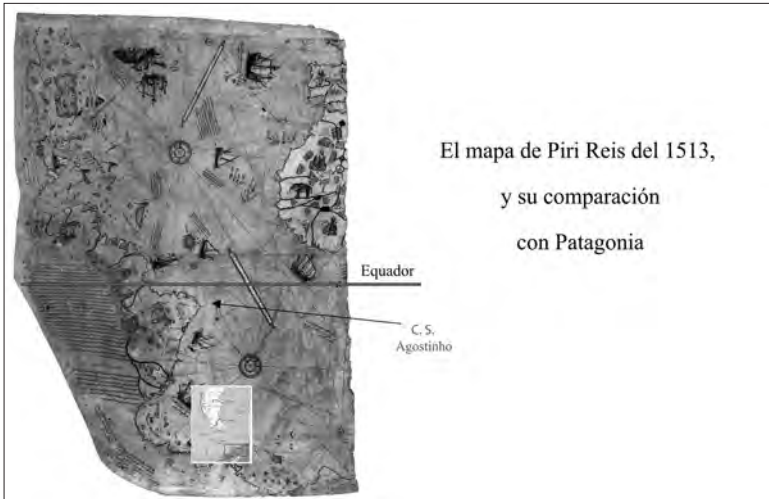 El mapa de Piri Reis del 1513,
y su comparación
con Patagonia
Equador
C. S.
Agostinho